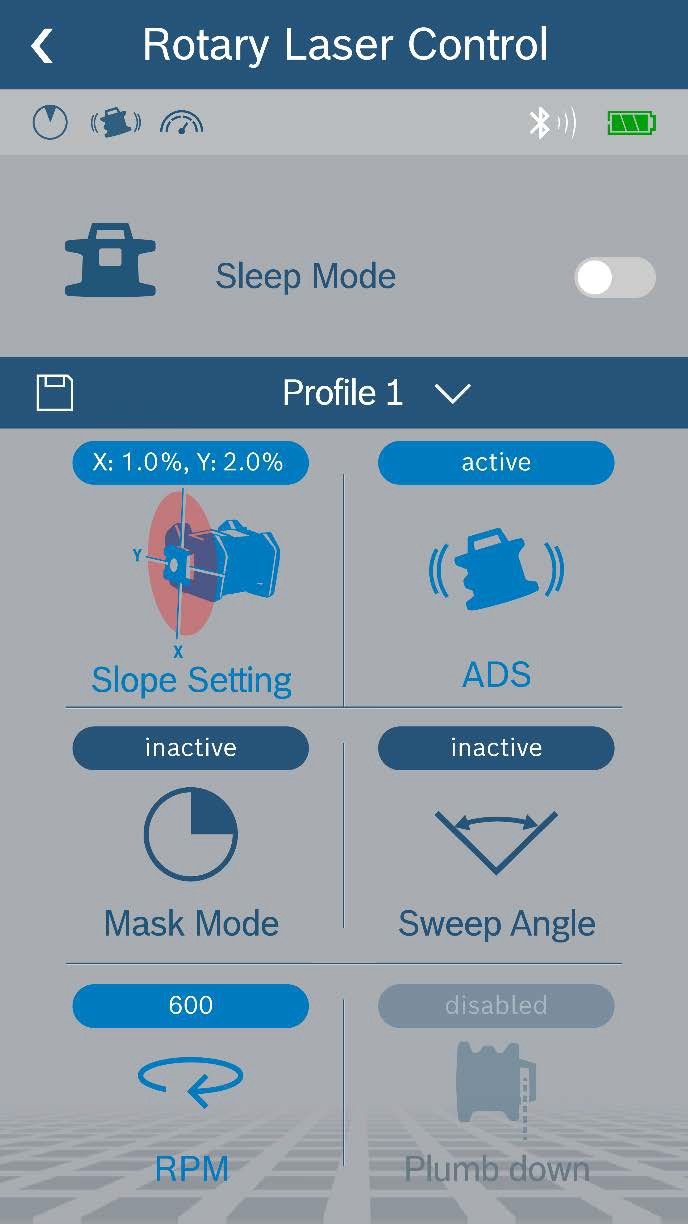 Rotary Laser Control
Sleep Mode
Profile 1
X: 1.0%, Y: 2.0%
active
Y
X
Slope Setting
ADS
inactive
inactive
Mask Mode
Sweep Angle
600
disabled
RPM
Plumb down